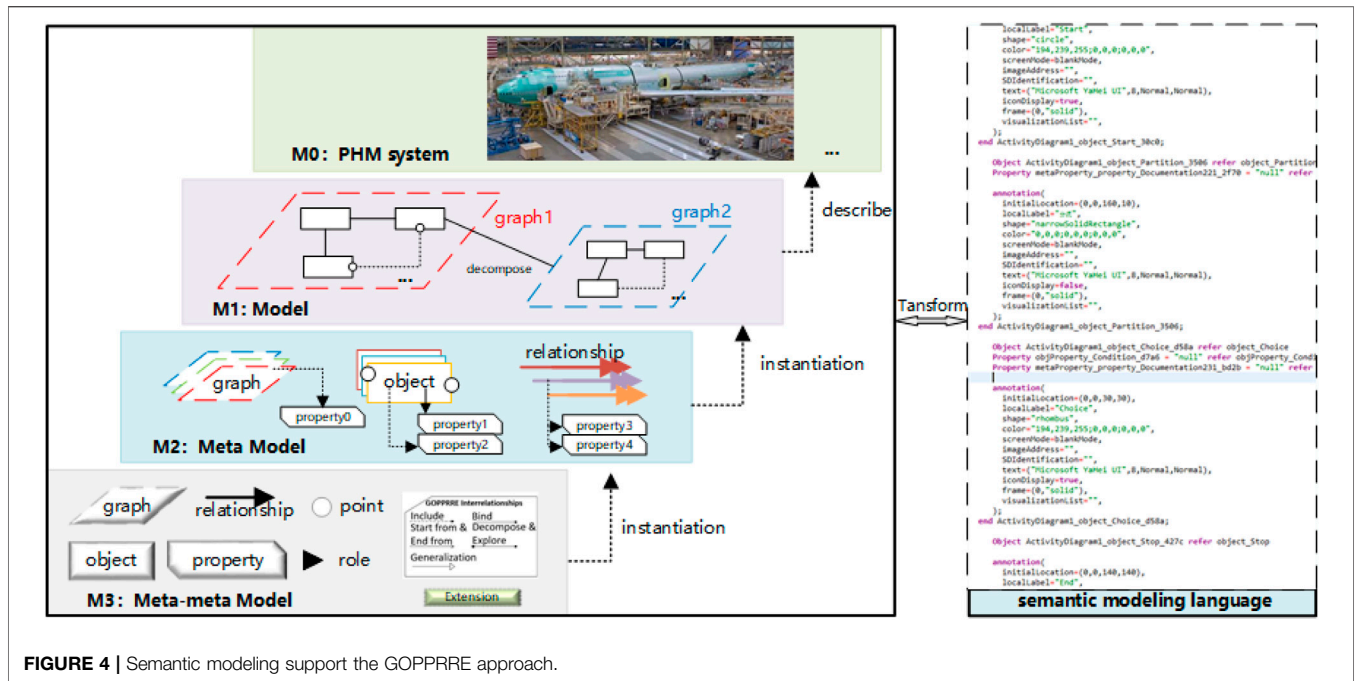 M0: PHM system
...
graph1
graph2
decompose
...
...
M1: Model
describe
graph
property0
object
property1
property2
relationship
property3
property4
M2: Meta Model
instantiation
graph
relationship
point
object
property
role
GOPPRRE Interrelationships
Include Bind
Start from & Decompose &
End from Explore
Generalization
Extension
M3: Meta-meta Model
instantiation
Tansform
localLabel="Start",
shape="circle",
color="194,239,255;0,0,0;0,0,0",
screenMode=blankMode,
imageAddress="",
SDIdentification="",
text=("Microsoft YaHei UI",8,Normal,Normal),
iconDisplay=true,
frame=(0,"solid"),
visualizationList="",
);
end ActivityDiagram1_object_Start_30c0;
Object ActivityDiagram1_object_Partition_3506 refer object_Partition
Property metaProperty_property_Documentation221_2f70 = "null" refer
annotation(
initialLocation=(0,0,160,10),
localLabel="
shape="narrowSolidRectangle",
color="0,0,0;0,0,0;0,0,0",
screenMode=blankMode,
imageAddress="",
SDIdentification="",
text=("Microsoft YaHei UI",8,Normal,Normal),
iconDisplay=false,
frame=(0,"solid"),
visualizationList="",
);
end ActivityDiagram1_object_Partition_3506;
Object ActivityDiagram1_object_Choice_d58a refer object_Choice
Property objProperty_Condition_d7a6 = "null" refer objProperty_Condi
Property metaProperty_property_Documentation231_bd2b = "null" refer
annotation(
initialLocation=(0,0,30,30),
localLabel="Choice",
shape="rhombus",
color="194,239,255;0,0,0;0,0,0",
screenMode=blankMode,
imageAddress="",
SDIdentification="",
text=("Microsoft YaHei UI",8,Normal,Normal),
iconDisplay=true,
frame=(0,"solid"),
visualizationList="",
);
end ActivityDiagram1_object_Choice_d58a;
Object ActivityDiagram1_object_Stop_427c refer object_Stop
annotation(
initialLocation=(0,0,140,140),
localLabel="End",
semantic modeling language
FIGURE 4 | Semantic modeling support the GOPPRRE approach.